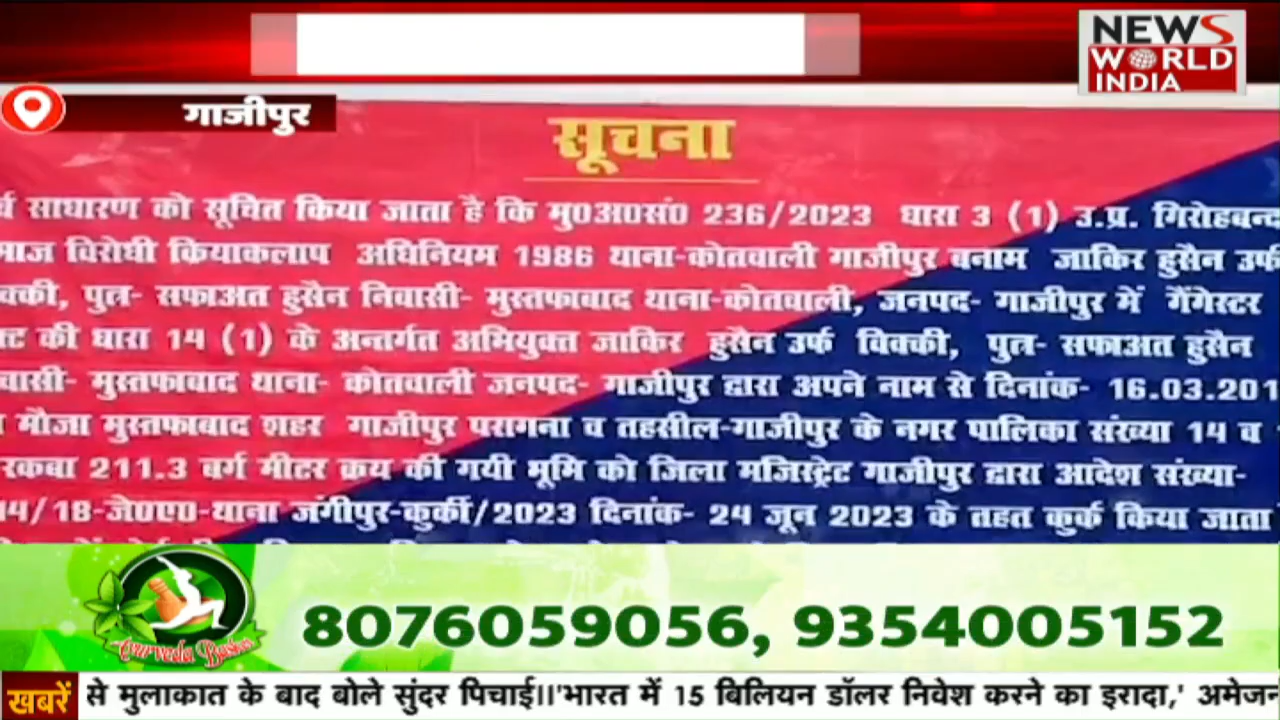 NEWS
WORLD
INDIA
गाजीपुर
सूचना
र्व साधारण को सूचित किया जाता है कि मु0अ0सं0 236/2023 धारा 3 (1) उ.प्र. गिरोहबन्द
माज विरोधी क्रियाकलाप अधिनियम 1986 थाना-कोतवाली गाजीपुर बनाम जाकिर हुसैन उर्फ
क्की, पुत्र- सफाअत हुसैन निवासी- मुस्तफाबाद थाना-कोतवाली, जनपद- गाजीपुर में गैंगेस्टर
क्ट की धारा 14 (1) के अन्तर्गत अभियुक्त जाकिर हुसैन उर्फ विक्की, पुत्र- सफाअत हुसैन
वासी- मुस्तफाबाद थाना- कोतवाली जनपद- गाजीपुर द्वारा अपने नाम से दिनांक- 16.03.201
मौजा मुस्तफाबाद शहर गाजीपुर परागना व तहसील-गाजीपुर के नगर पालिका संख्या 14 व
रकबा 211.3 वर्ग मीटर क्रय की गयी भूमि को जिला मजिस्ट्रेट गाजीपुर द्वारा आदेश संख्या-
14/18-जे0ए0-थाना जंगीपुर-कुर्की/2023 दिनांक- 24 जून 2023 के तहत कुर्क किया जाता
Ayurveda
8076059056, 9354005152
खबरें से मुलाकात के बाद बोले सुंदर पिचाई॥'भारत में 15 बिलियन डॉलर निवेश करने का इरादा,' अमेजन